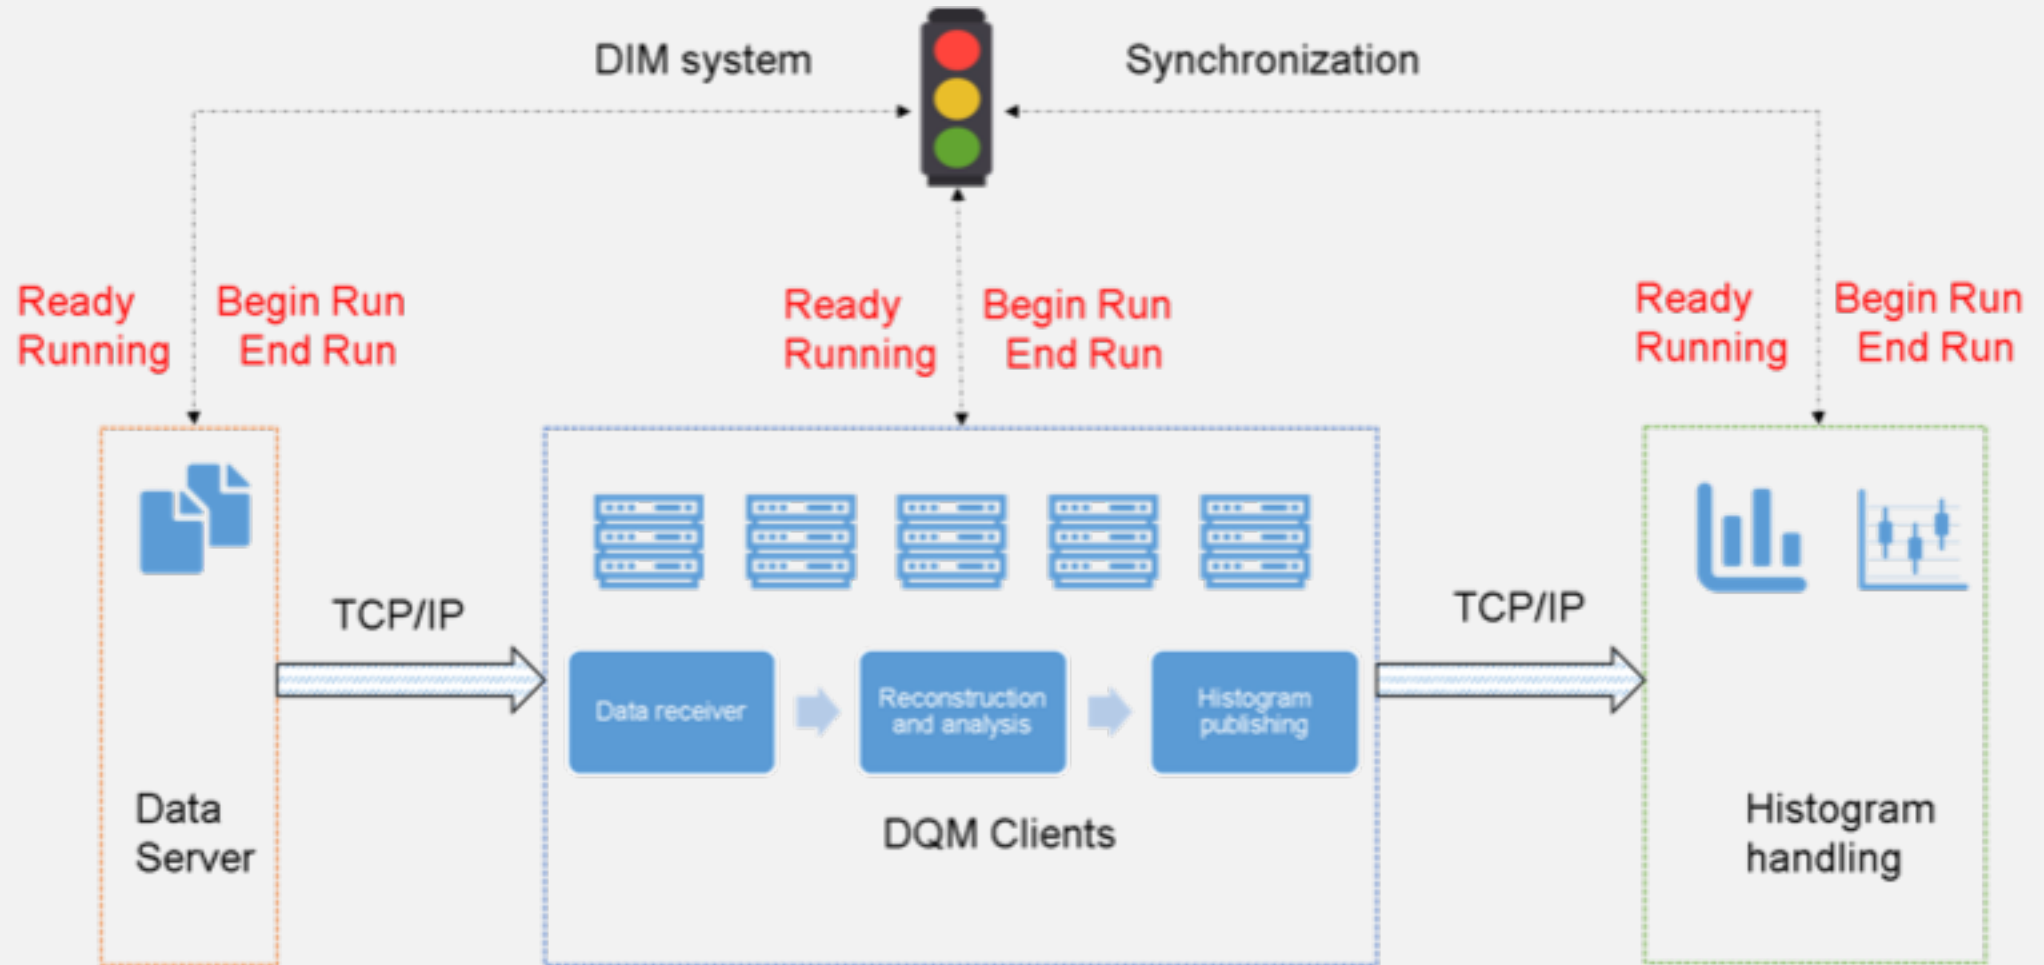 DIM system
Synchronization
Ready
Running
Begin Run
End Run
Ready
Running
Begin Run
End Run
Ready
Running
Begin Run
End Run
TCP/IP
TCP/IP
Data receiver
Reconstruction
and analysis
Histogram
publishing
Data
Server
DQM Clients
Histogram
handling